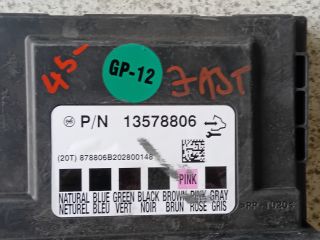 45-
GP-12
FAST
P/N 13578806
(20T) 878806B202800148
PINK
NATURAL BLUE GREEN BLACK BROWN PINK GRAY
NETUREL BLEU VERT NOIR BRUN ROSE GRIS